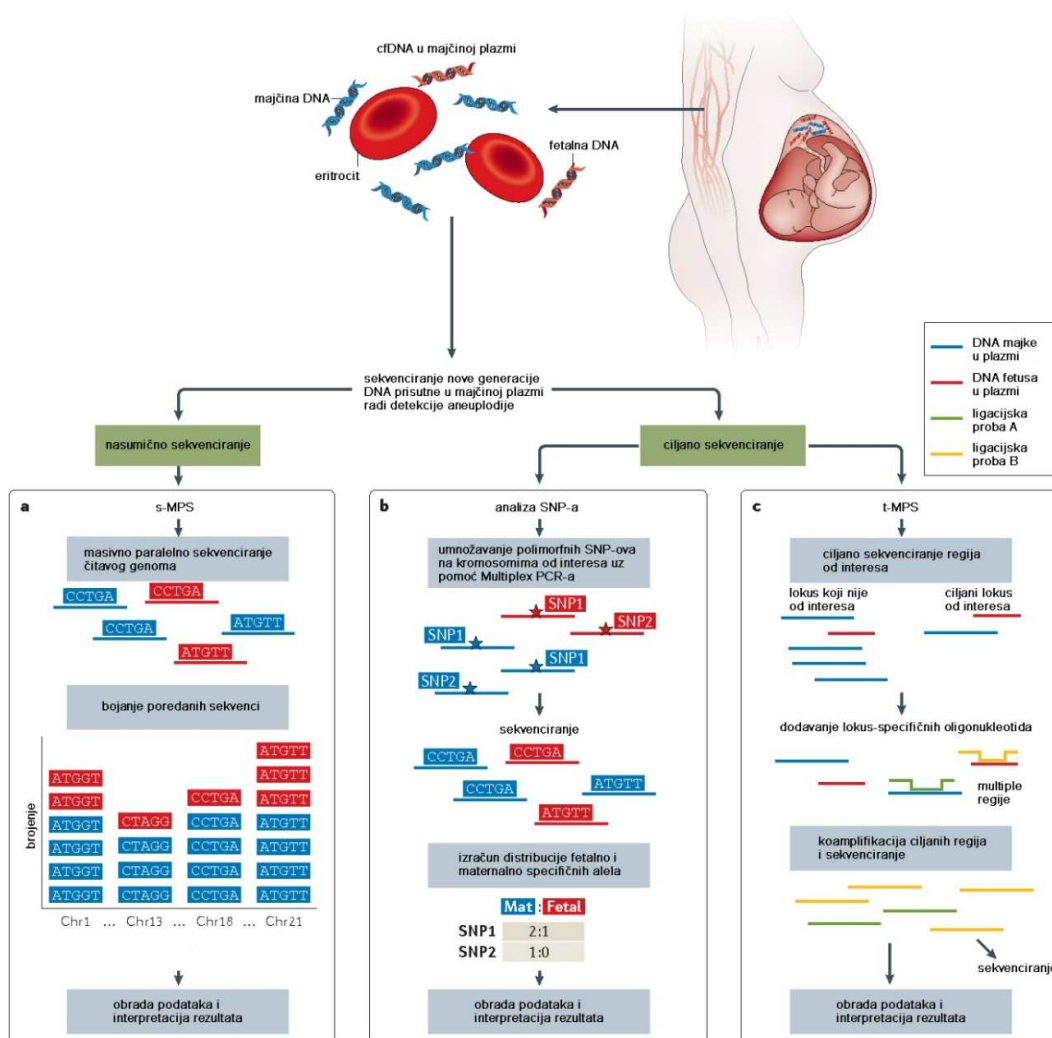 cfDNA u majčinoj plazmi
majčina DNA
eritrocit
fetalna DNA
DNA majke
u plazmi
DNA fetusa
u plazmi
ligacijska
proba A
ligacijska
proba B
sekvenciranje nove generacije
DNA prisutne u majčinoj plazmi
radi detekcije aneuplodije
nasumično sekvenciranje
ciljano sekvenciranje
a
s-MPS
masivno paralelno sekvenciranje
čitavog genoma
CCTGA
CCTGA
CCTGA
ATGTT
ATGTT
bojanje poredanih sekvenci
brojenje
ATGTT
ATGGT
ATGTT
ATGGT
CCTGA
ATGTT
ATGGT
CTAGG
CCTGA
ATGTT
ATGGT
CTAGG
CCTGA
ATGTT
ATGGT
CTAGG
CCTGA
ATGTT
ATGGT
CTAGG
CCTGA
ATGTT
Chr1 ... Chr13 ... Chr18 ... Chr21
obrada podataka i
interpretacija rezultata
b
analiza SNP-a
umnožavanje polimorfnih SNP-ova
na kromosomima od interesa uz
pomoć Multiplex PCR-a
SNP1
SNP2
SNP1
SNP1
SNP2
sekvenciranje
CCTGA
CCTGA
CCTGA
ATGTT
ATGTT
izračun distribucije fetalno i
maternalno specifičnih alela
Mat : Fetal
SNP1 2:1
SNP2 1:0
obrada podataka i
interpretacija rezultata
c
t-MPS
ciljano sekvenciranje regija
od interesa
lokus koji nije
od interesa
ciljani lokus
od interesa
dodavanje lokus-specifičnih oligonukleotida
multiple
regije
koamplifikacija ciljanih regija
i sekvenciranje
sekvenciranje
obrada podataka i
interpretacija rezultata